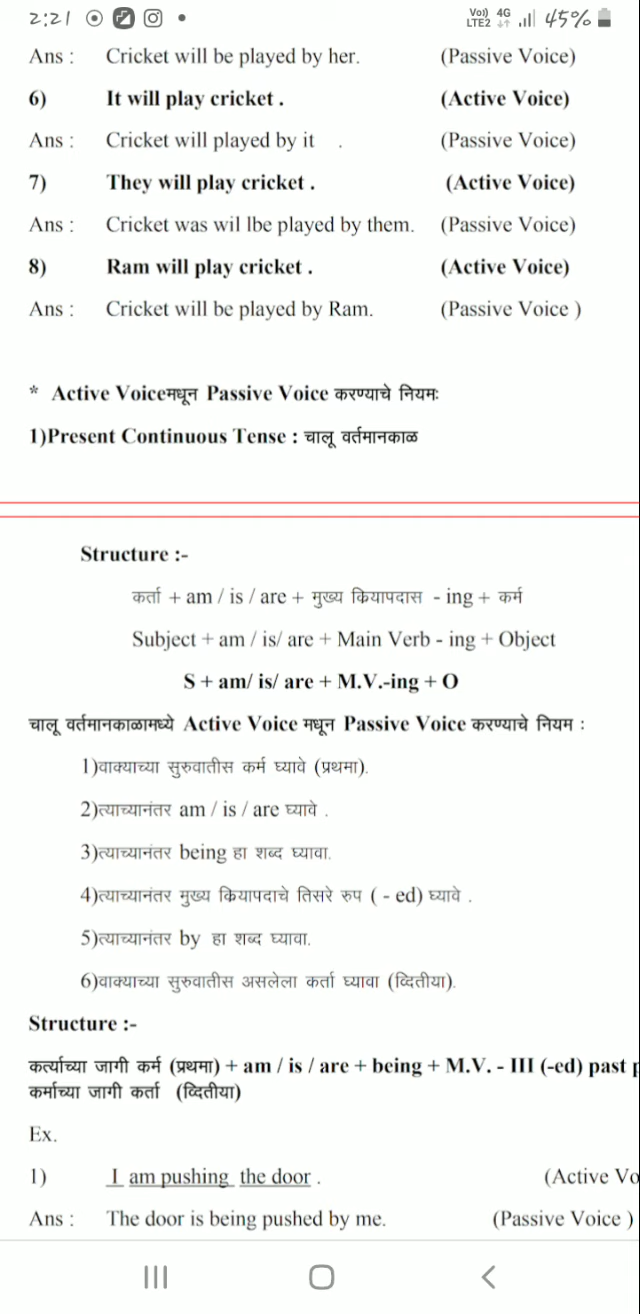 2:21 Vo)) 4G LTE2 45%
Ans : Cricket will be played by her. (Passive Voice)
6) It will play cricket . (Active Voice)
Ans : Cricket will played by it . (Passive Voice)
7) They will play cricket . (Active Voice)
Ans : Cricket was wil lbe played by them. (Passive Voice)
8) Ram will play cricket . (Active Voice)
Ans : Cricket will be played by Ram. (Passive Voice )
* Active Voiceमधून Passive Voice करण्याचे नियमः
1)Present Continuous Tense : चालू वर्तमानकाळ
Structure :-
कर्ता + am / is / are + मुख्य कियापदास - ing + कर्म
Subject + am / is/ are + Main Verb - ing + Object
S + am/ is/ are + M.V.-ing + O
चालू वर्तमानकाळामध्ये Active Voice मधून Passive Voice करण्याचे नियम :
1)वाक्याच्या सुरुवातीस कर्म घ्यावे (प्रथमा).
2)त्याच्यानंतर am / is / are घ्यावे .
3)त्याच्यानंतर being हा शब्द घ्यावा.
4)त्याच्यानंतर मुख्य कियापदाचे तिसरे रुप ( - ed) घ्यावे .
5)त्याच्यानंतर by हा शब्द घ्यावा.
6)वाक्याच्या सुरुवातीस असलेला कर्ता घ्यावा (व्दितीया).
Structure :-
कर्त्याच्या जागी कर्म (प्रथमा) + am / is / are + being + M.V. - III (-ed) past
कर्माच्या जागी कर्ता (व्दितीया)
Ex.
1) I am pushing the door . (Active Vo
Ans : The door is being pushed by me. (Passive Voice )